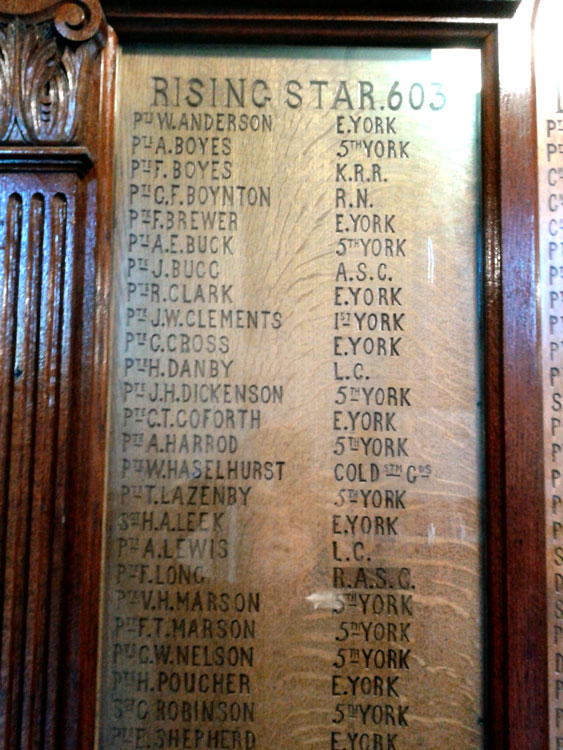 RISING STAR.603
PTE W.ANDERSON E.YORK
PTE A.BOYES 5TH YORK
PTE F.BOYES K.R.R.
PTE G.F.BOYNTON R.N.
PTE F.BREWER E.YORK
PTE A.E.BUCK 5TH YORK
PTE J.BUGG A.S.C.
PTE R.CLARK E.YORK
PTE J.W.CLEMENTS 1ST YORK
PTE G.CROSS E.YORK
PTE H.DANBY L.C.
PTE J.H.DICKENSON 5TH YORK
PTE G.T.GOFORTH E.YORK
PTE A.HARROD 5TH YORK
PTE W.HASELHURST COLD STM GDS
PTE T.LAZENBY 5TH YORK
SGT H.A.LEEK E.YORK
PTE A.LEWIS L.C.
PTE F.LONG R.A.S.C.
PTE V.H.MARSON 5TH YORK
PTE F.T.MARSON 5TH YORK
PTE G.W.NELSON 5TH YORK
PTE H.POUCHER E.YORK
SGT G ROBINSON 5TH YORK
PTE E.SHEPHERD E.YORK